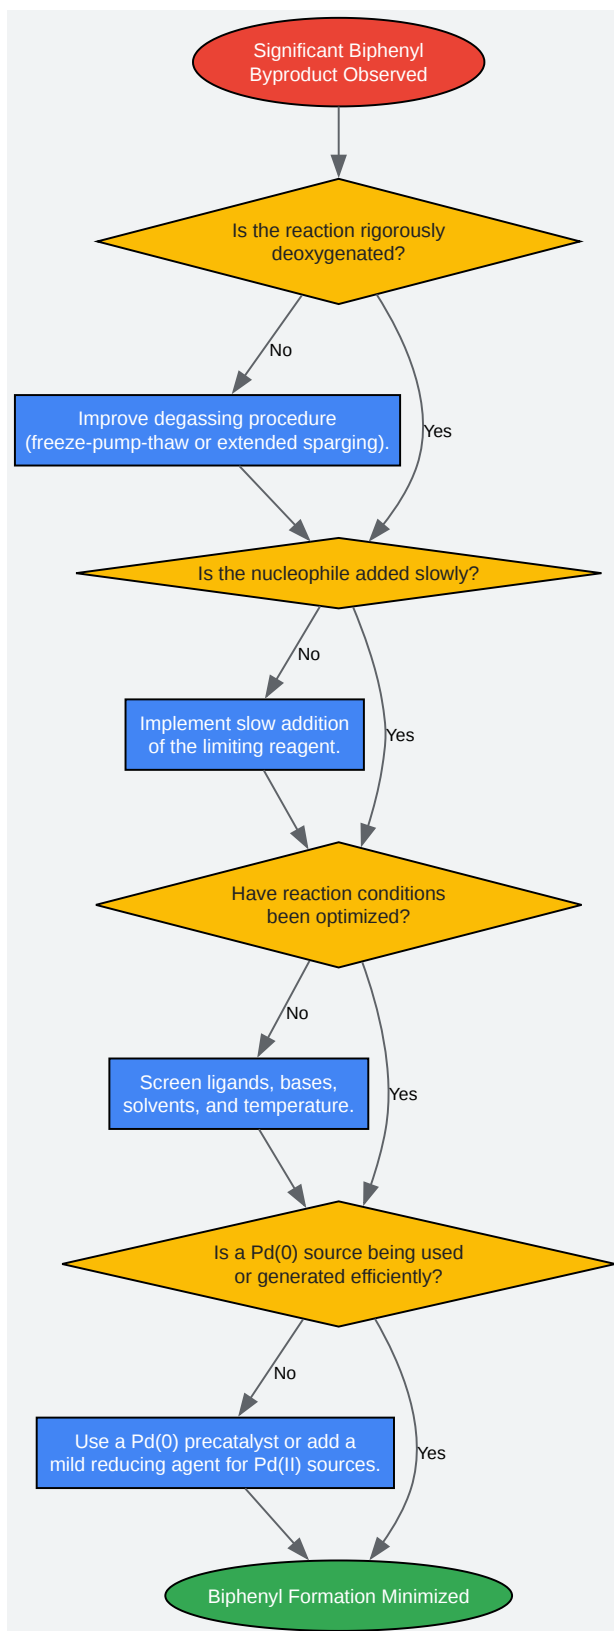 Significant Biphenyl
Byproduct Observed
Is the reaction rigorously
deoxygenated?
No
Improve degassing procedure
(freeze-pump-thaw or extended sparging).
Yes
Is the nucleophile added slowly?
No
Implement slow addition
of the limiting reagent.
Yes
Have reaction conditions
been optimized?
No
Screen ligands, bases,
solvents, and temperature.
Yes
Is a Pd(0) source being used
or generated efficiently?
No
Use a Pd(0) precatalyst or add a
mild reducing agent for Pd(II) sources.
Yes
Biphenyl Formation Minimized